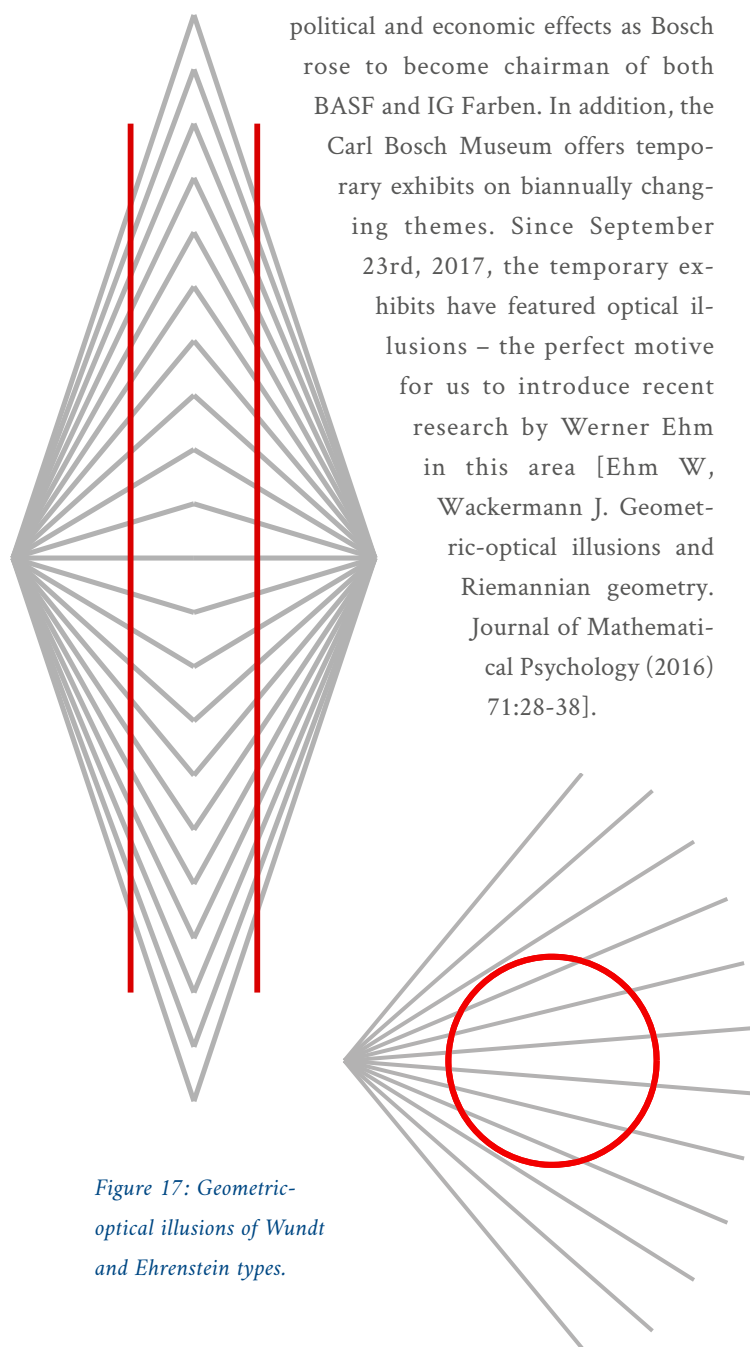 political and economic effects as Bosch
rose to become chairman of both
BASF and IG Farben. In addition, the
Carl Bosch Museum offers tempo-
rary exhibits on biannually chang-
ing themes. Since September
23rd, 2017, the temporary ex-
hibits have featured optical il-
lusions – the perfect motive
for us to introduce recent
research by Werner Ehm
in this area [Ehm W,
Wackermann J. Geomet-
ric-optical illusions and
Riemannian geometry.
Journal of Mathemati-
cal Psychology (2016)
71:28-38].
Figure 17: Geometric-
optical illusions of Wundt
and Ehrenstein types.